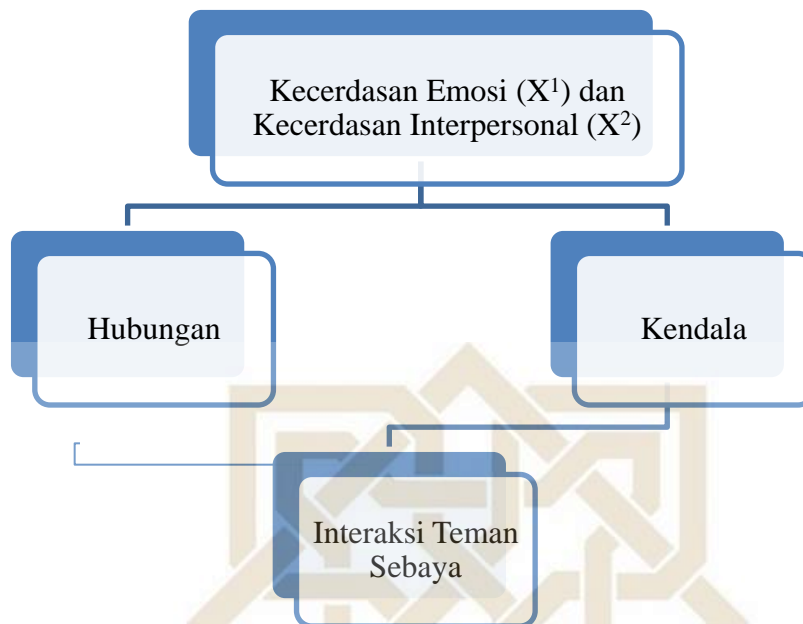 Kecerdasan Emosi (X¹) dan
Kecerdasan Interpersonal (X²)
Hubungan
Kendala
Interaksi Teman
Sebaya